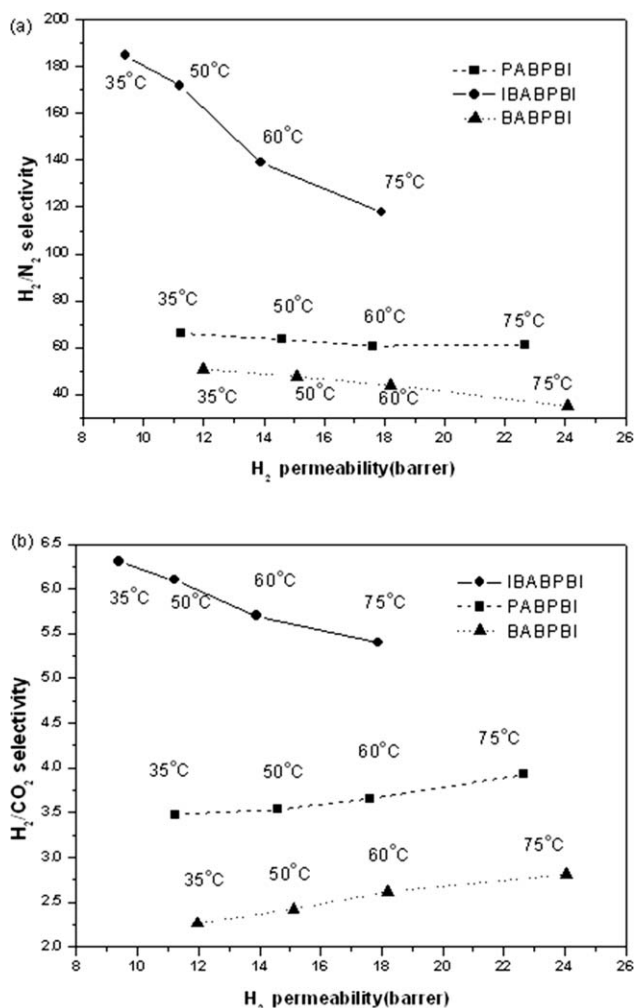 (a)
200
180
160
140
120
100
80
60
40
H₂/N₂ selectivity
35°C
50°C
60°C
75°C
PABPBI
IBABPBI
BABPBI
35°C
50°C
60°C
75°C
35°C
50°C
60°C
75°C
8 10 12 14 16 18 20 22 24 26
H₂ permeability(barrer)
(b)
6.5
6.0
5.5
5.0
4.5
4.0
3.5
3.0
2.5
2.0
H₂/CO₂ selectivity
35°C
50°C
60°C
75°C
IBABPBI
PABPBI
BABPBI
35°C
50°C
60°C
75°C
35°C
50°C
60°C
75°C
8 10 12 14 16 18 20 22 24 26
H₂ permeability(barrer)